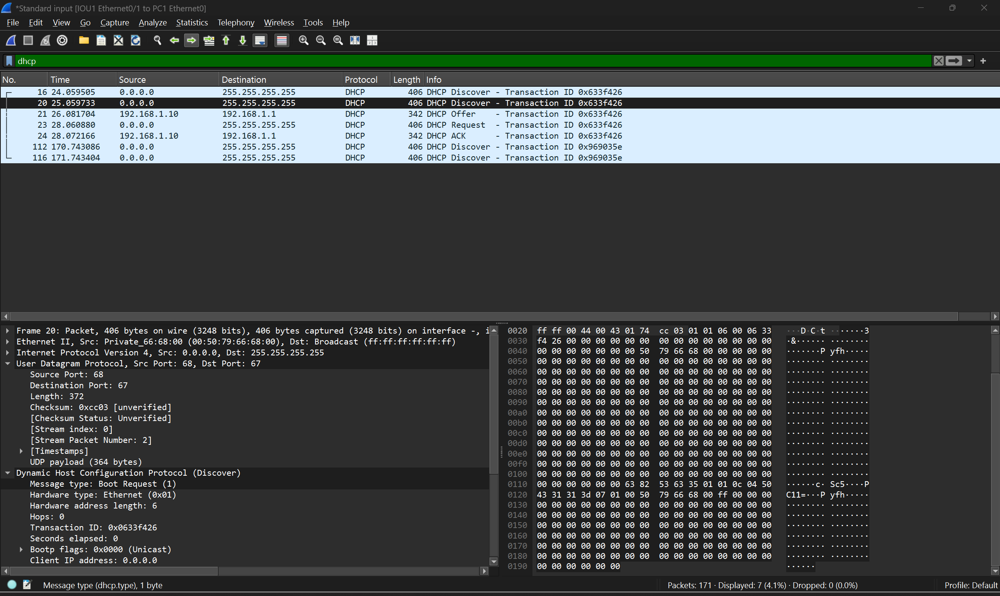 *Standard input [IOU1 Ethernet0/1 to PC1 Ethernet0]
File Edit View Go Capture Analyze Statistics Telephony Wireless Tools Help
dhcp
No. Time Source Destination Protocol Length Info
16 24.059505 0.0.0.0 255.255.255.255 DHCP 406 DHCP Discover - Transaction ID 0x633f426
20 25.059733 0.0.0.0 255.255.255.255 DHCP 406 DHCP Discover - Transaction ID 0x633f426
21 26.081704 192.168.1.10 192.168.1.1 DHCP 342 DHCP Offer - Transaction ID 0x633f426
23 28.060880 0.0.0.0 255.255.255.255 DHCP 406 DHCP Request - Transaction ID 0x633f426
24 28.072166 192.168.1.10 192.168.1.1 DHCP 342 DHCP ACK - Transaction ID 0x633f426
112 170.743086 0.0.0.0 255.255.255.255 DHCP 406 DHCP Discover - Transaction ID 0x969035e
116 171.743404 0.0.0.0 255.255.255.255 DHCP 406 DHCP Discover - Transaction ID 0x969035e
Frame 20: Packet, 406 bytes on wire (3248 bits), 406 bytes captured (3248 bits) on interface -, i
Ethernet II, Src: Private_66:68:00 (00:50:79:66:68:00), Dst: Broadcast (ff:ff:ff:ff:ff:ff)
Internet Protocol Version 4, Src: 0.0.0.0, Dst: 255.255.255.255
User Datagram Protocol, Src Port: 68, Dst Port: 67
Source Port: 68
Destination Port: 67
Length: 372
Checksum: 0xcc03 [unverified]
[Checksum Status: Unverified]
[Stream index: 0]
[Stream Packet Number: 2]
[Timestamps]
UDP payload (364 bytes)
Dynamic Host Configuration Protocol (Discover)
Message type: Boot Request (1)
Hardware type: Ethernet (0x01)
Hardware address length: 6
Hops: 0
Transaction ID: 0x0633f426
Seconds elapsed: 0
Bootp flags: 0x0000 (Unicast)
Client IP address: 0.0.0.0
0020 ff ff 00 44 00 43 01 74 cc 03 01 01 06 00 06 33 ···D·C·t ·······3
0030 f4 26 00 00 00 00 00 00 00 00 00 00 00 00 00 00 ·&······ ········
0040 00 00 00 00 00 00 00 50 79 66 68 00 00 00 00 00 ·······P yfh·····
0050 00 00 00 00 00 00 00 00 00 00 00 00 00 00 00 00 ········ ········
0060 00 00 00 00 00 00 00 00 00 00 00 00 00 00 00 00 ········ ········
0070 00 00 00 00 00 00 00 00 00 00 00 00 00 00 00 00 ········ ········
0080 00 00 00 00 00 00 00 00 00 00 00 00 00 00 00 00 ········ ········
0090 00 00 00 00 00 00 00 00 00 00 00 00 00 00 00 00 ········ ········
00a0 00 00 00 00 00 00 00 00 00 00 00 00 00 00 00 00 ········ ········
00b0 00 00 00 00 00 00 00 00 00 00 00 00 00 00 00 00 ········ ········
00c0 00 00 00 00 00 00 00 00 00 00 00 00 00 00 00 00 ········ ········
00d0 00 00 00 00 00 00 00 00 00 00 00 00 00 00 00 00 ········ ········
00e0 00 00 00 00 00 00 00 00 00 00 00 00 00 00 00 00 ········ ········
00f0 00 00 00 00 00 00 00 00 00 00 00 00 00 00 00 00 ········ ········
0100 00 00 00 00 00 00 00 00 00 00 00 00 00 00 00 00 ········ ········
0110 00 00 00 00 00 00 63 82 53 63 35 01 01 0c 04 50 ······c· Sc5····P
0120 43 31 31 3d 07 01 00 50 79 66 68 00 ff 00 00 00 C11=···P yfh·····
0130 00 00 00 00 00 00 00 00 00 00 00 00 00 00 00 00 ········ ········
0140 00 00 00 00 00 00 00 00 00 00 00 00 00 00 00 00 ········ ········
0150 00 00 00 00 00 00 00 00 00 00 00 00 00 00 00 00 ········ ········
0160 00 00 00 00 00 00 00 00 00 00 00 00 00 00 00 00 ········ ········
0170 00 00 00 00 00 00 00 00 00 00 00 00 00 00 00 00 ········ ········
0180 00 00 00 00 00 00 00 00 00 00 00 00 00 00 00 00 ········ ········
0190 00 00 00 00 00 00 ······
Message type (dhcp.type), 1 byte
Packets: 171 · Displayed: 7 (4.1%) · Dropped: 0 (0.0%)
Profile: Default